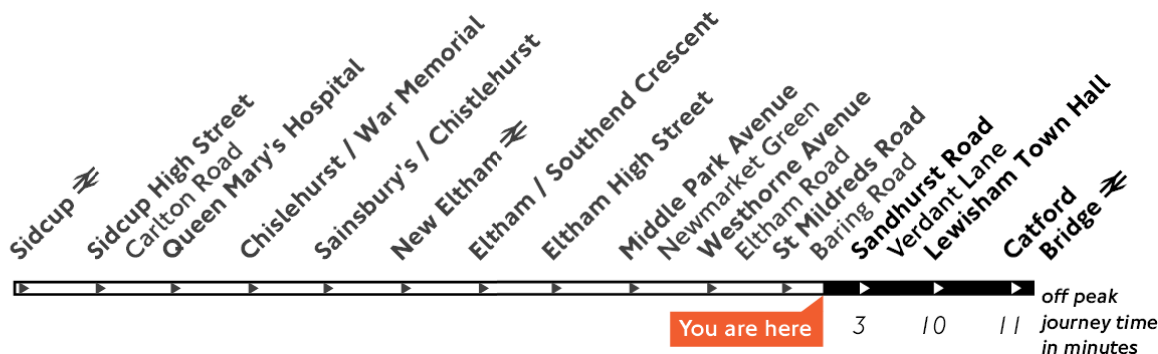 Sidcup
Sidcup High Street
Carlton Road
Queen Mary's Hospital
Chislehurst / War Memorial
Sainsbury's / Chistlehurst
New Eltham
Eltham / Southend Crescent
Eltham High Street
Middle Park Avenue
Newmarket Green
Westhorne Avenue
Eltham Road
St Mildreds Road
Baring Road
Sandhurst Road
Verdant Lane
Lewisham Town Hall
Catford
Bridge
You are here
3 10 11
off peak
journey time
in minutes